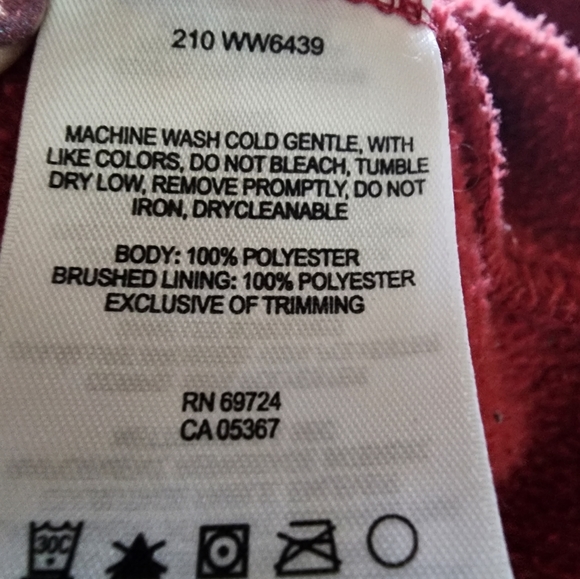 210 WW6439
MACHINE WASH COLD GENTLE, WITH
LIKE COLORS, DO NOT BLEACH, TUMBLE
DRY LOW, REMOVE PROMPTLY, DO NOT
IRON, DRYCLEANABLE
BODY: 100% POLYESTER
BRUSHED LINING: 100% POLYESTER
EXCLUSIVE OF TRIMMING
RN 69724
CA 05367
30C